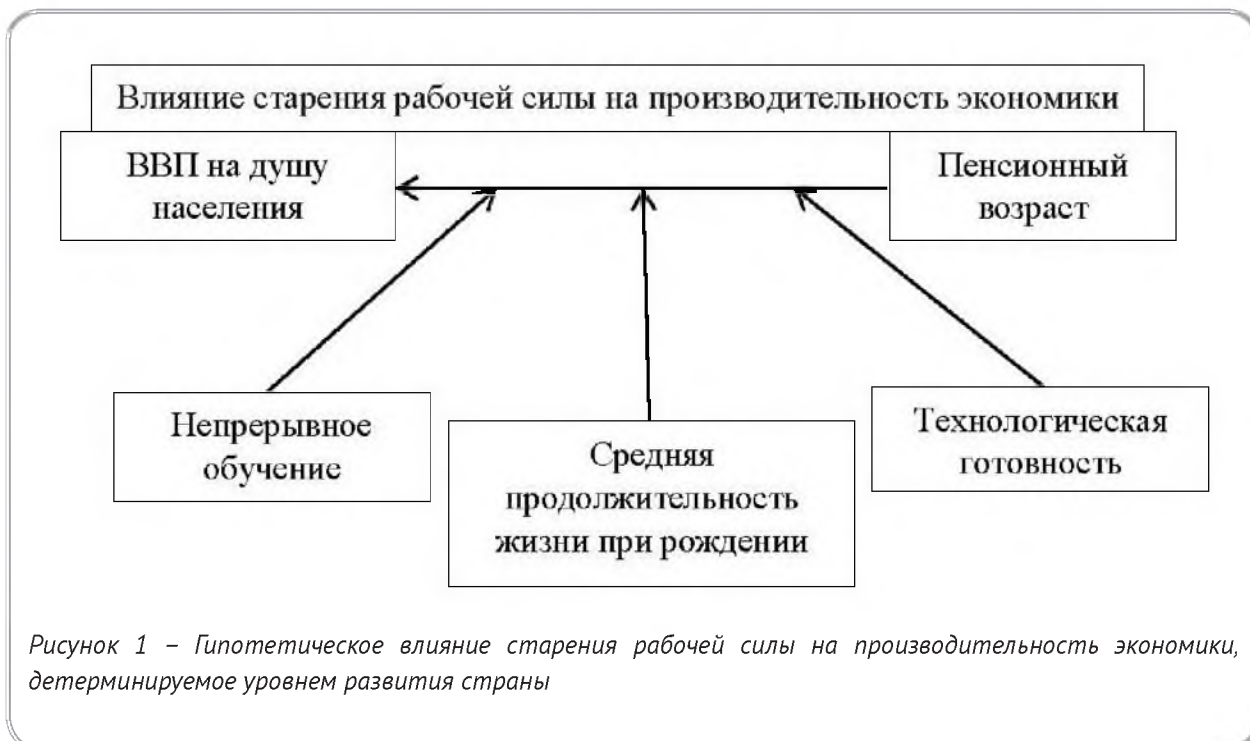 Влияние старения рабочей силы на производительность экономики
ВВП на душу
населения
Пенсионный
возраст
Непрерывное
обучение
Средняя
продолжительность
жизни при рождении
Технологическая
готовность
Рисунок 1 – Гипотетическое влияние старения рабочей силы на производительность экономики,
детерминируемое уровнем развития страны